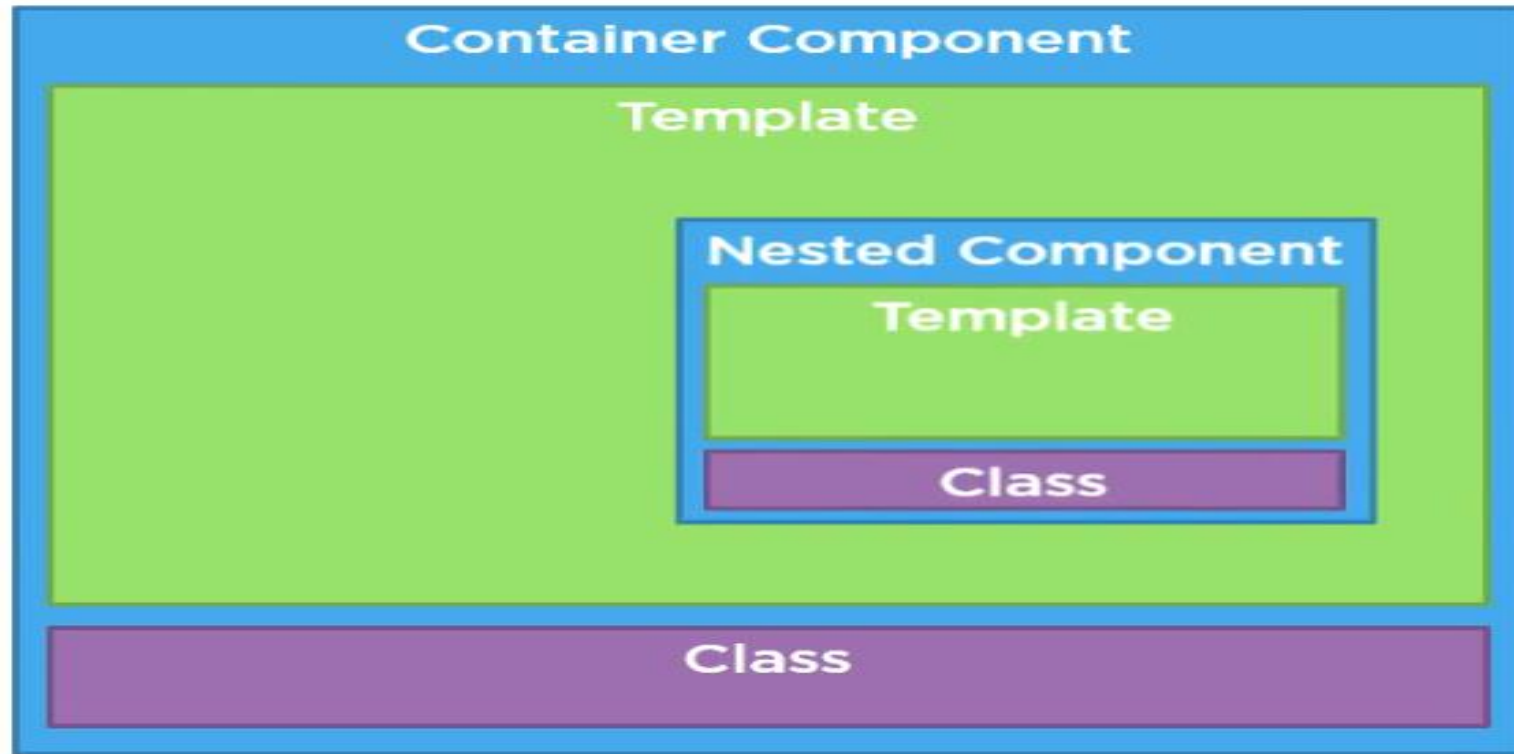 Container Component
Template
Nested Component
Template
Class
Class